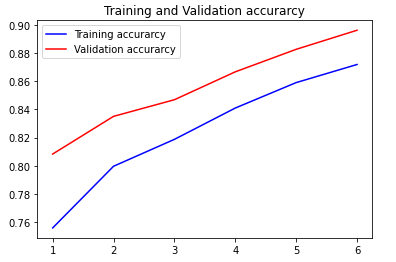 Training and Validation accurarcy
Training accurarcy
Validation accurarcy
0.90
0.88
0.86
0.84
0.82
0.80
0.78
0.76
1 2 3 4 5 6